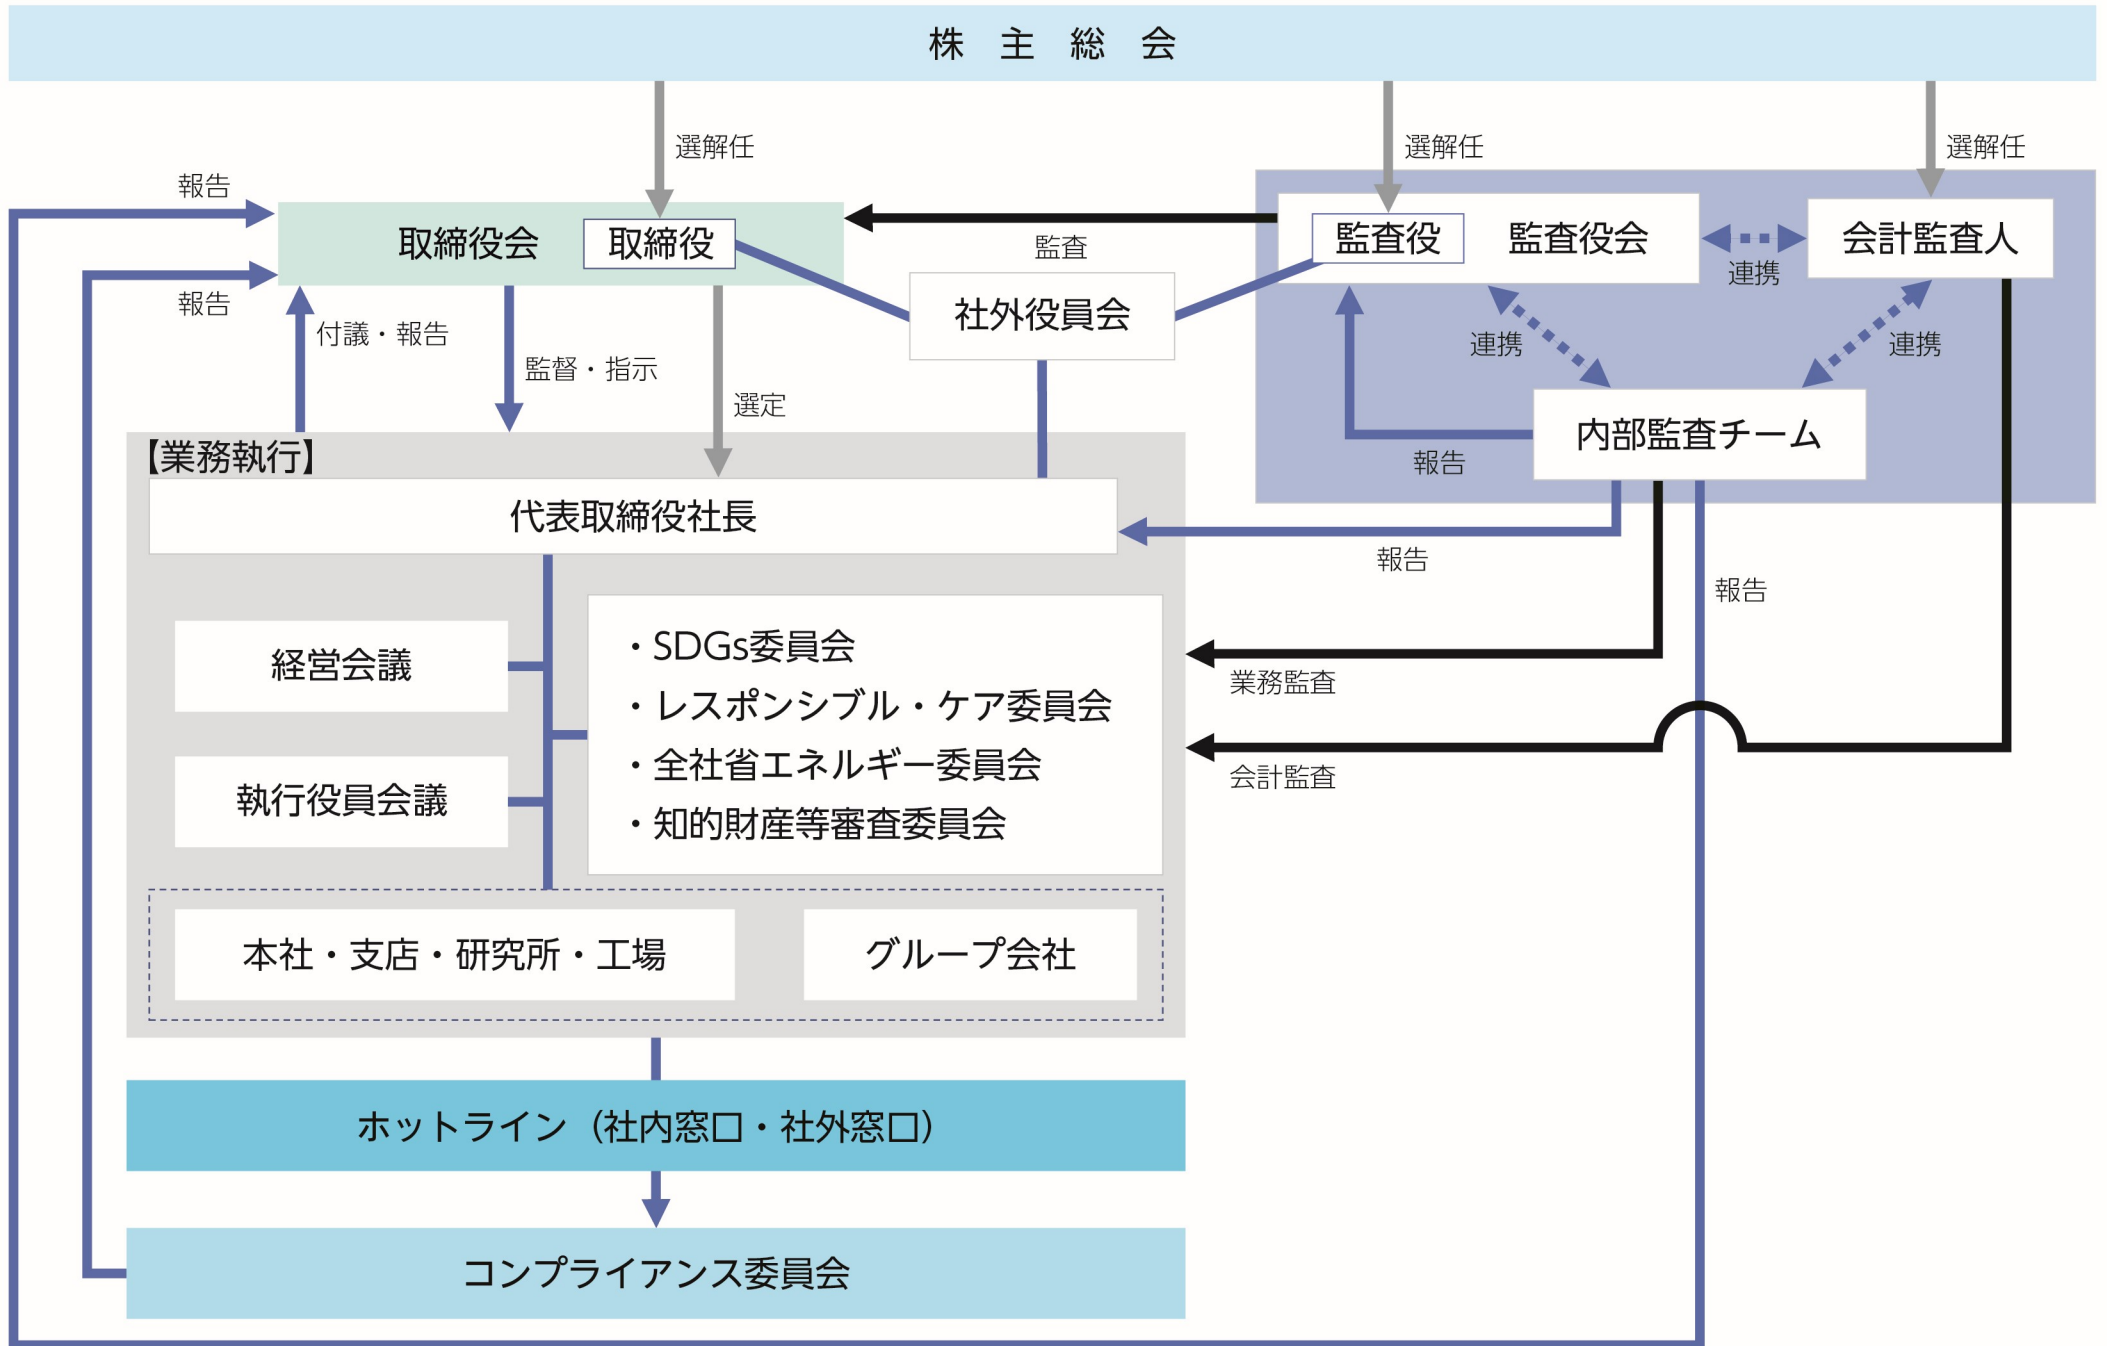 株 主 総 会
選解任
選解任
選解任
報告
取締役会
取締役
監査
監査役
監査役会
連携
会計監査人
報告
付議・報告
監督・指示
選定
社外役員会
連携
連携
内部監査チーム
報告
【業務執行】
代表取締役社長
報告
報告
経営会議
執行役員会議
・SDGs委員会
・レスポンシブル・ケア委員会
・全社省エネルギー委員会
・知的財産等審査委員会
業務監査
会計監査
本社・支店・研究所・工場
グループ会社
ホットライン（社内窓口・社外窓口）
コンプライアンス委員会